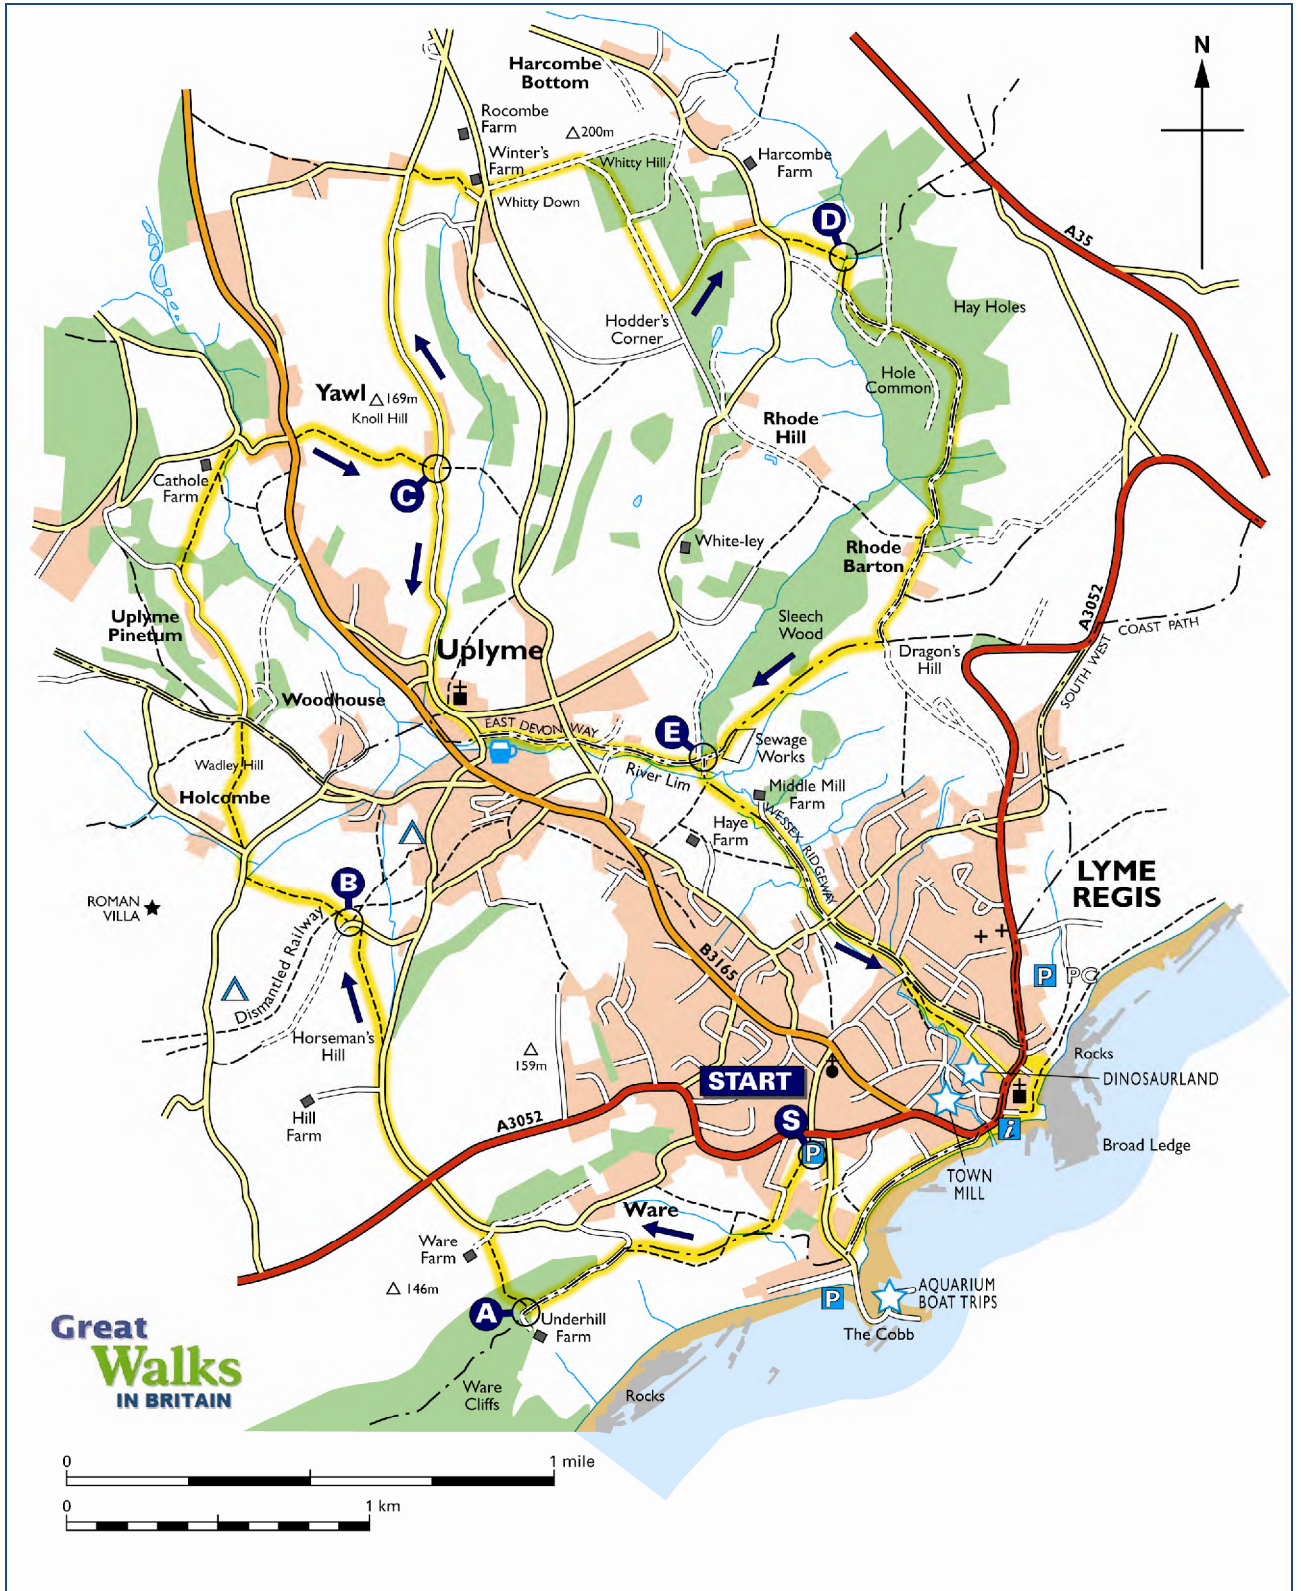 N
Harcombe
Bottom
Rocombe
Farm
200m
Winter's
Farm
Whitty Hill
Harcombe
Farm
Whitty Down
D
A35
Hay Holes
Hodder's
Corner
Hole
Common
Yawl
169m
Knoll Hill
Rhode
Hill
Cathole
Farm
C
White-ley
Rhode
Barton
A3052
Uplyme
Pinetum
Sleech
Wood
SOUTH WEST COAST PATH
Uplyme
Dragon's
Hill
Woodhouse
EAST DEVON WAY
E
Sewage
Works
Wadley Hill
River Lim
Middle Mill
Farm
Holcombe
WESSEX RIDGEWAY
Haye
Farm
LYME
REGIS
B
ROMAN
VILLA
Dismantled Railway
B3165
P
PC
Horseman's
Hill
159m
Rocks
START
DINOSAURLAND
Hill
Farm
A3052
S
P
i
Broad Ledge
TOWN
MILL
Ware
Ware
Farm
146m
A
Underhill
Farm
P
AQUARIUM
BOAT TRIPS
The Cobb
Great
Walks
IN BRITAIN
Ware
Cliffs
Rocks
0 1 mile
0 1 km